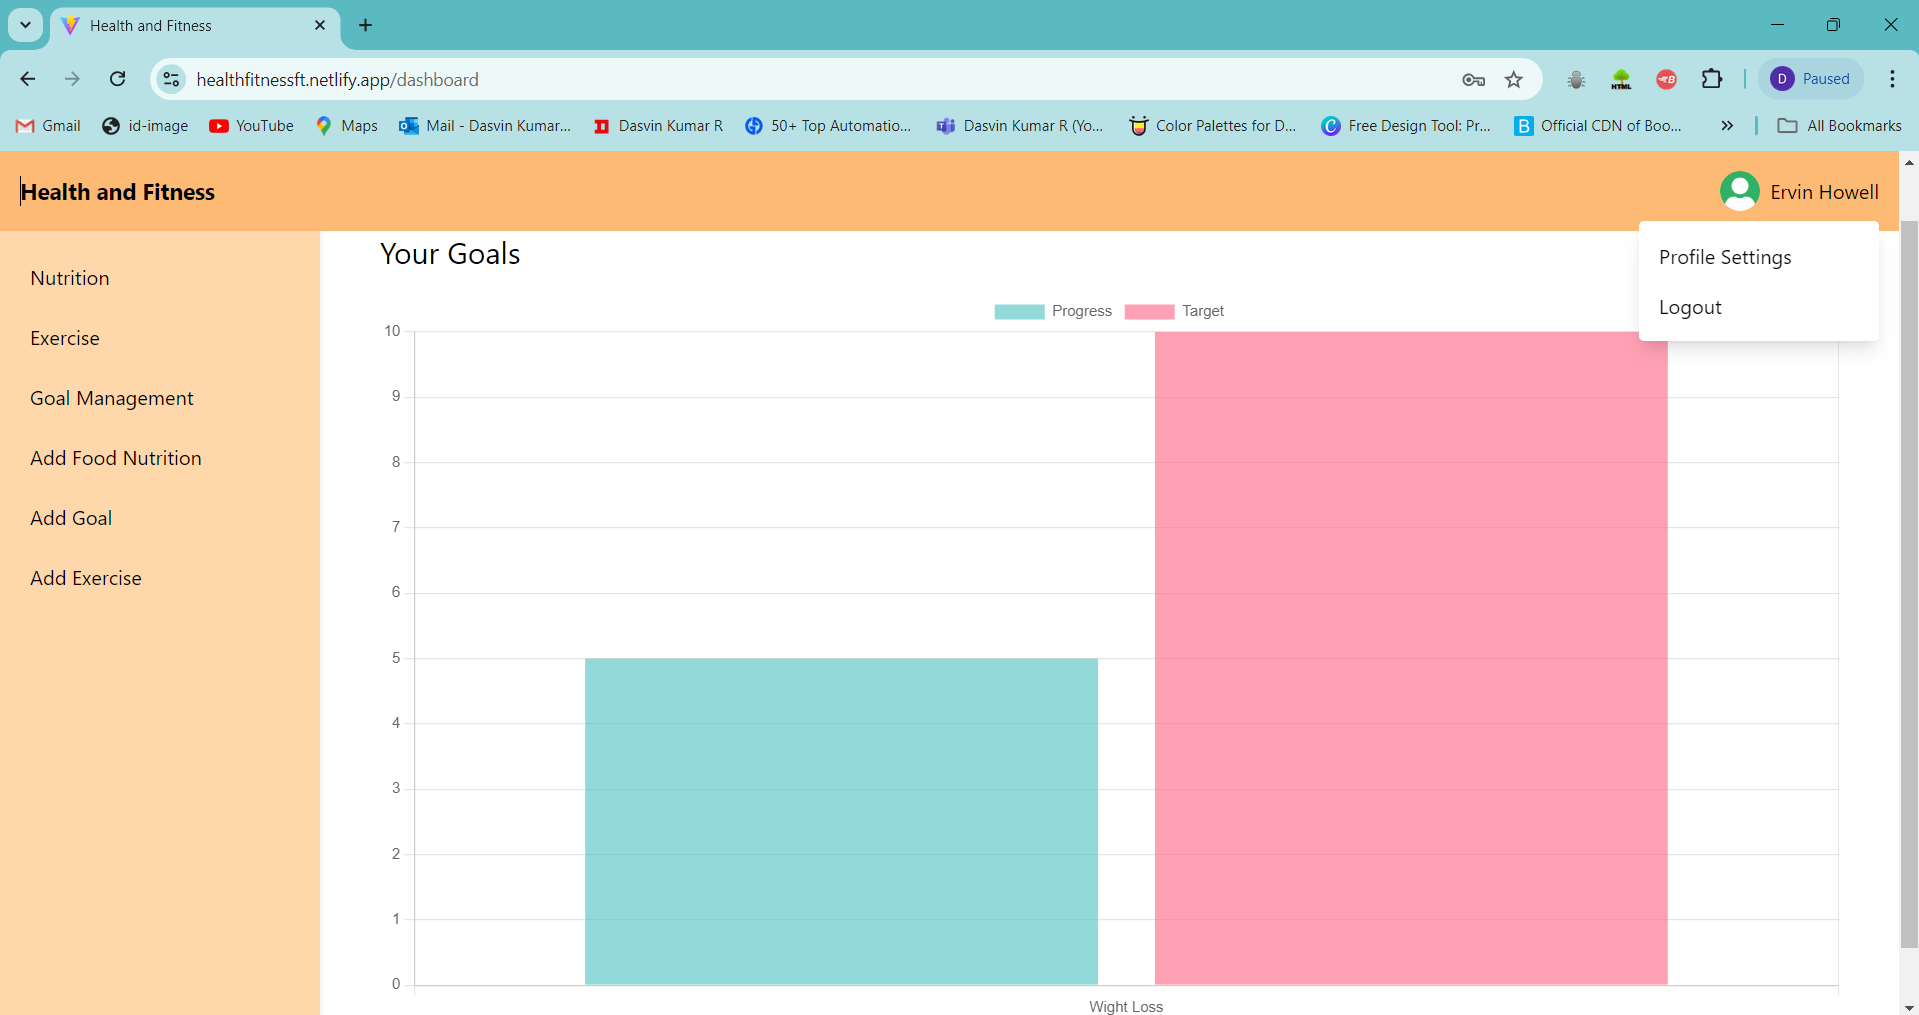 Health and Fitness
healthfitnessft.netlify.app/dashboard
D Paused
Gmail id-image YouTube Maps Mail - Dasvin Kumar... Dasvin Kumar R 50+ Top Automatio... Dasvin Kumar R (Yo... Color Palettes for D... Free Design Tool: Pr... B Official CDN of Boo... All Bookmarks
Health and Fitness
Ervin Howell
Profile Settings
Logout
Nutrition
Exercise
Goal Management
Add Food Nutrition
Add Goal
Add Exercise
Your Goals
Progress Target
10
9
8
7
6
5
4
3
2
1
0
Wight Loss